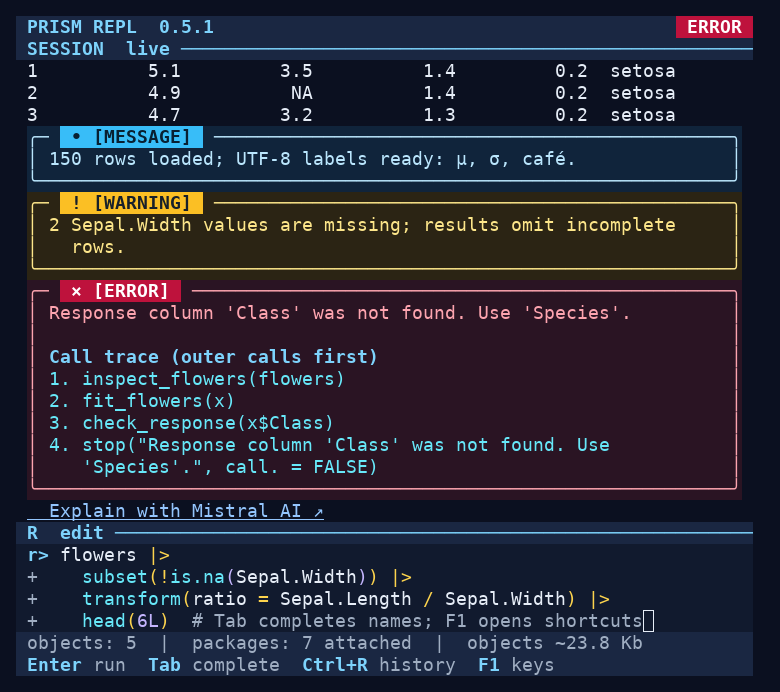 PRISM REPL  0.5.1 ERROR
SESSION  live
1 5.1 3.5 1.4 0.2 setosa
2 4.9 NA 1.4 0.2 setosa
3 4.7 3.2 1.3 0.2 setosa
• [MESSAGE]
150 rows loaded; UTF-8 labels ready: μ, σ, café.
! [WARNING]
2 Sepal.Width values are missing; results omit incomplete
rows.
× [ERROR]
Response column 'Class' was not found. Use 'Species'.
Call trace (outer calls first)
1. inspect_flowers(flowers)
2. fit_flowers(x)
3. check_response(x$Class)
4. stop("Response column 'Class' was not found. Use
'Species'.", call. = FALSE)
Explain with Mistral AI ↗
R  edit
r> flowers |>
+    subset(!is.na(Sepal.Width)) |>
+    transform(ratio = Sepal.Length / Sepal.Width) |>
+    head(6L)  # Tab completes names; F1 opens shortcuts
objects: 5  |  packages: 7 attached  |  objects ~23.8 Kb
Enter run  Tab complete  Ctrl+R history  F1 keys